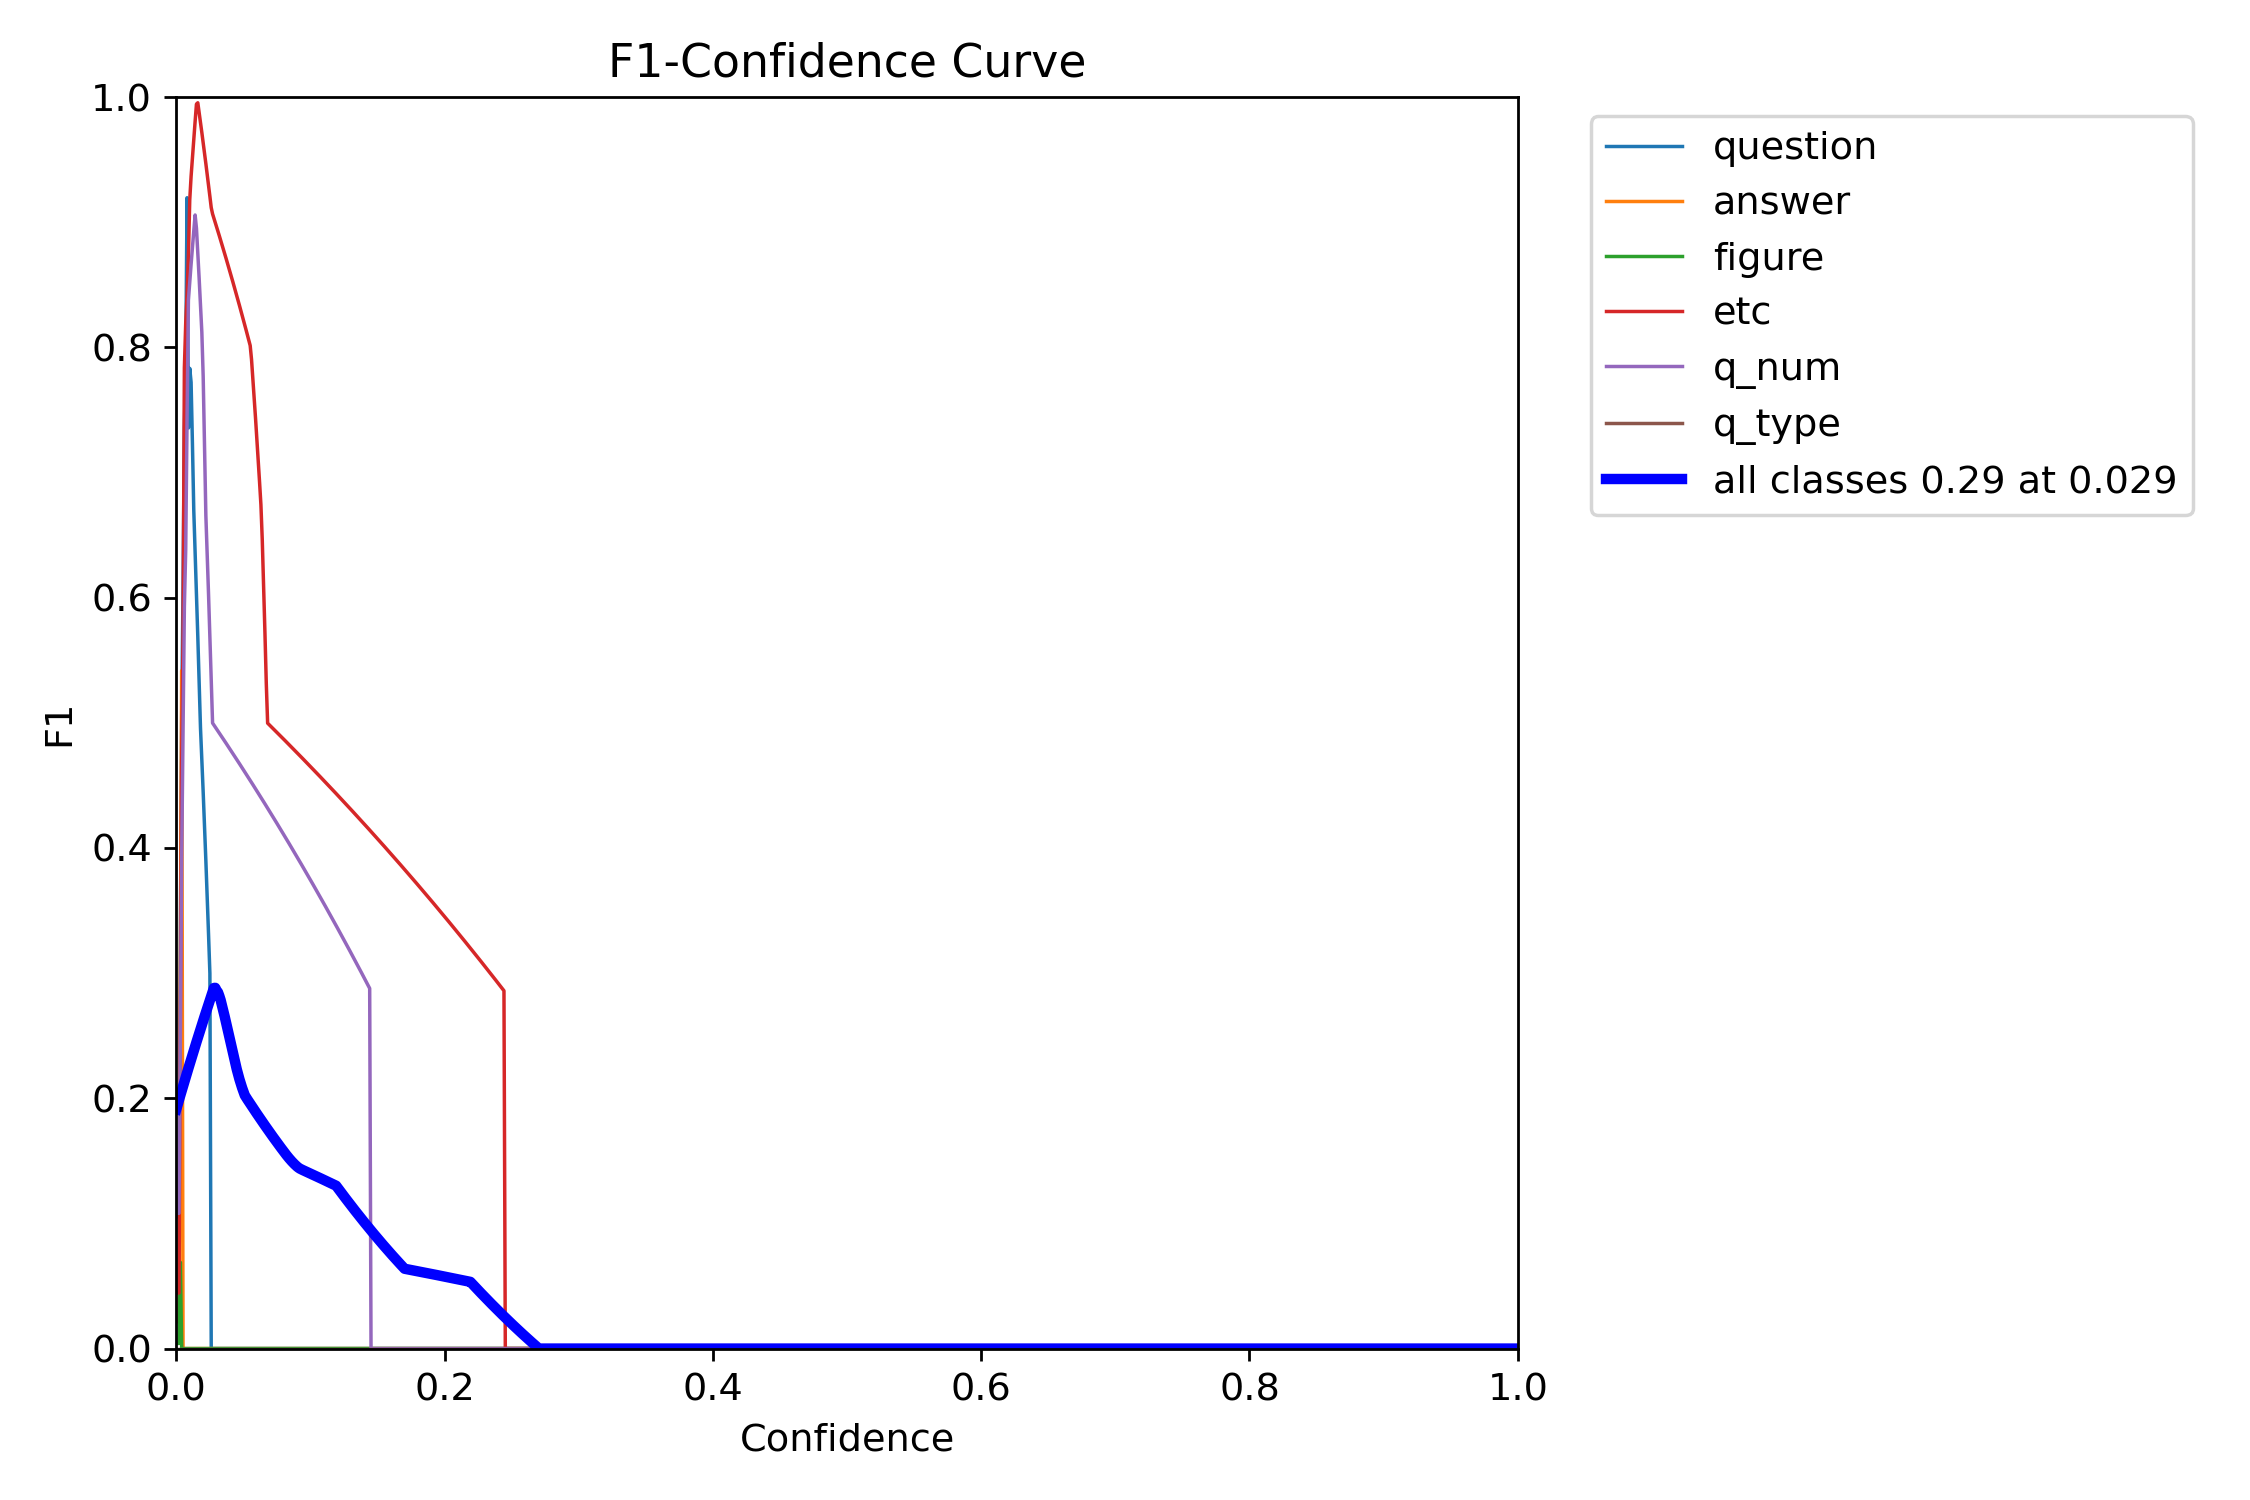 F1-Confidence Curve
1.0
0.8
0.6
0.4
0.2
0.0
F1
0.0 0.2 0.4 0.6 0.8 1.0
Confidence
question
answer
figure
etc
q_num
q_type
all classes 0.29 at 0.029